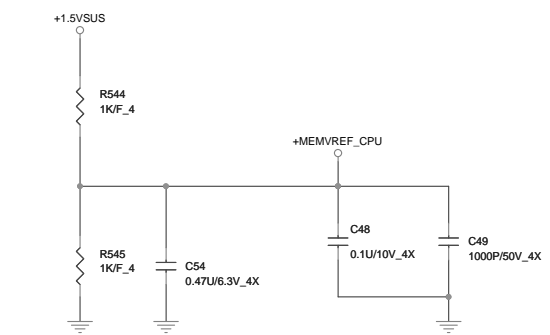 +1.5VSUS
R544
1K/F_4
+MEMVREF_CPU
R545
1K/F_4
C54
0.47U/6.3V_4X
C48
0.1U/10V_4X
C49
1000P/50V_4X